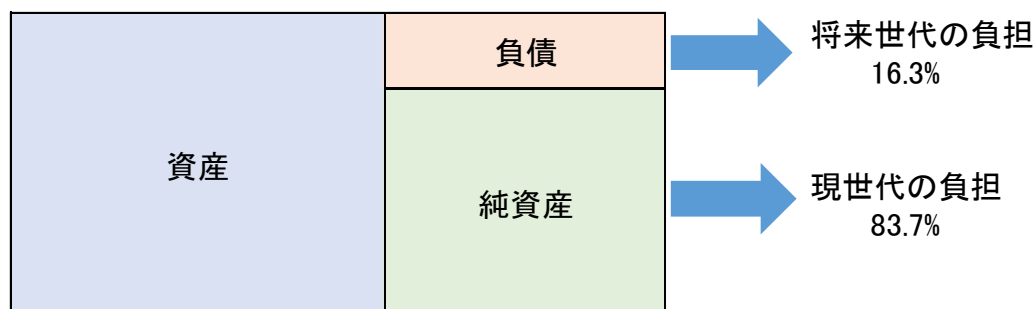 資産
負債
純資産
将来世代の負担
16.3%
現世代の負担
83.7%